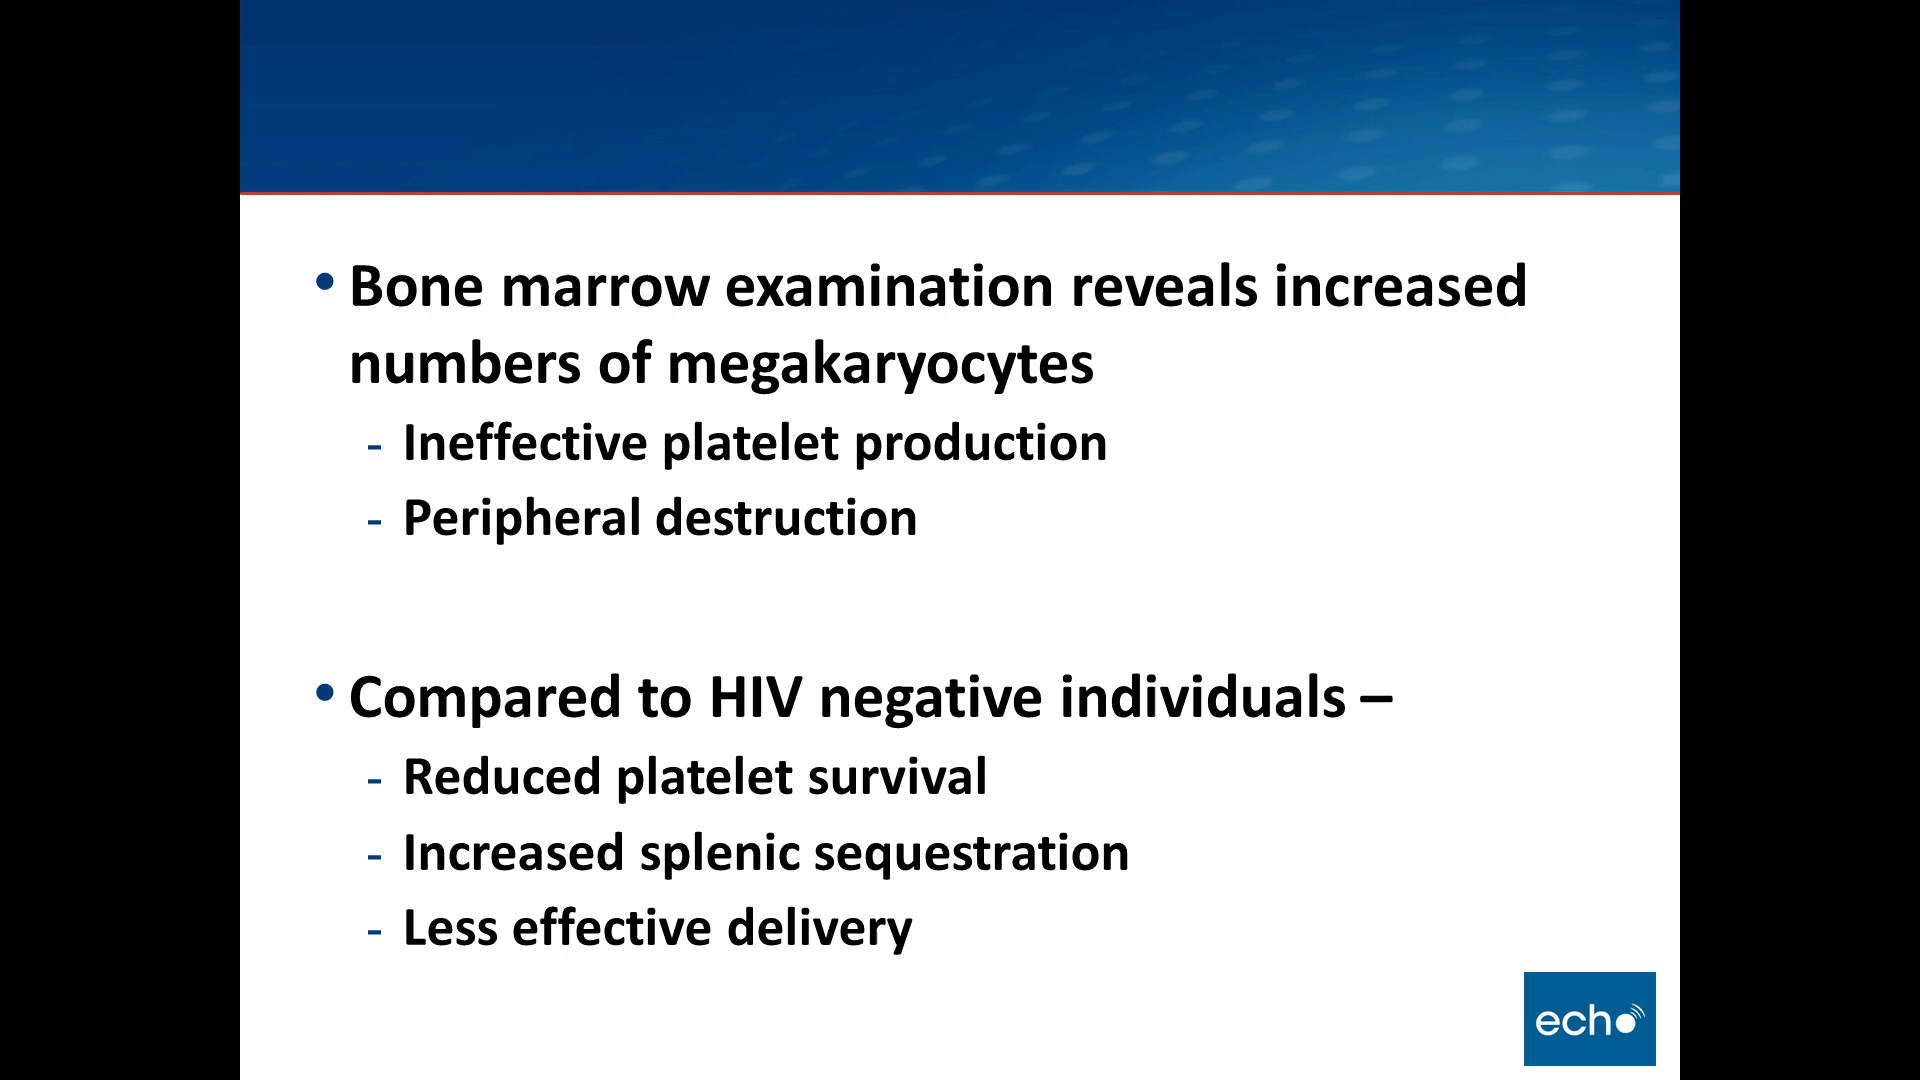 • Bone marrow examination reveals increased
numbers of megakaryocytes
- Ineffective platelet production
- Peripheral destruction
• Compared to HIV negative individuals –
- Reduced platelet survival
- Increased splenic sequestration
- Less effective delivery
echo